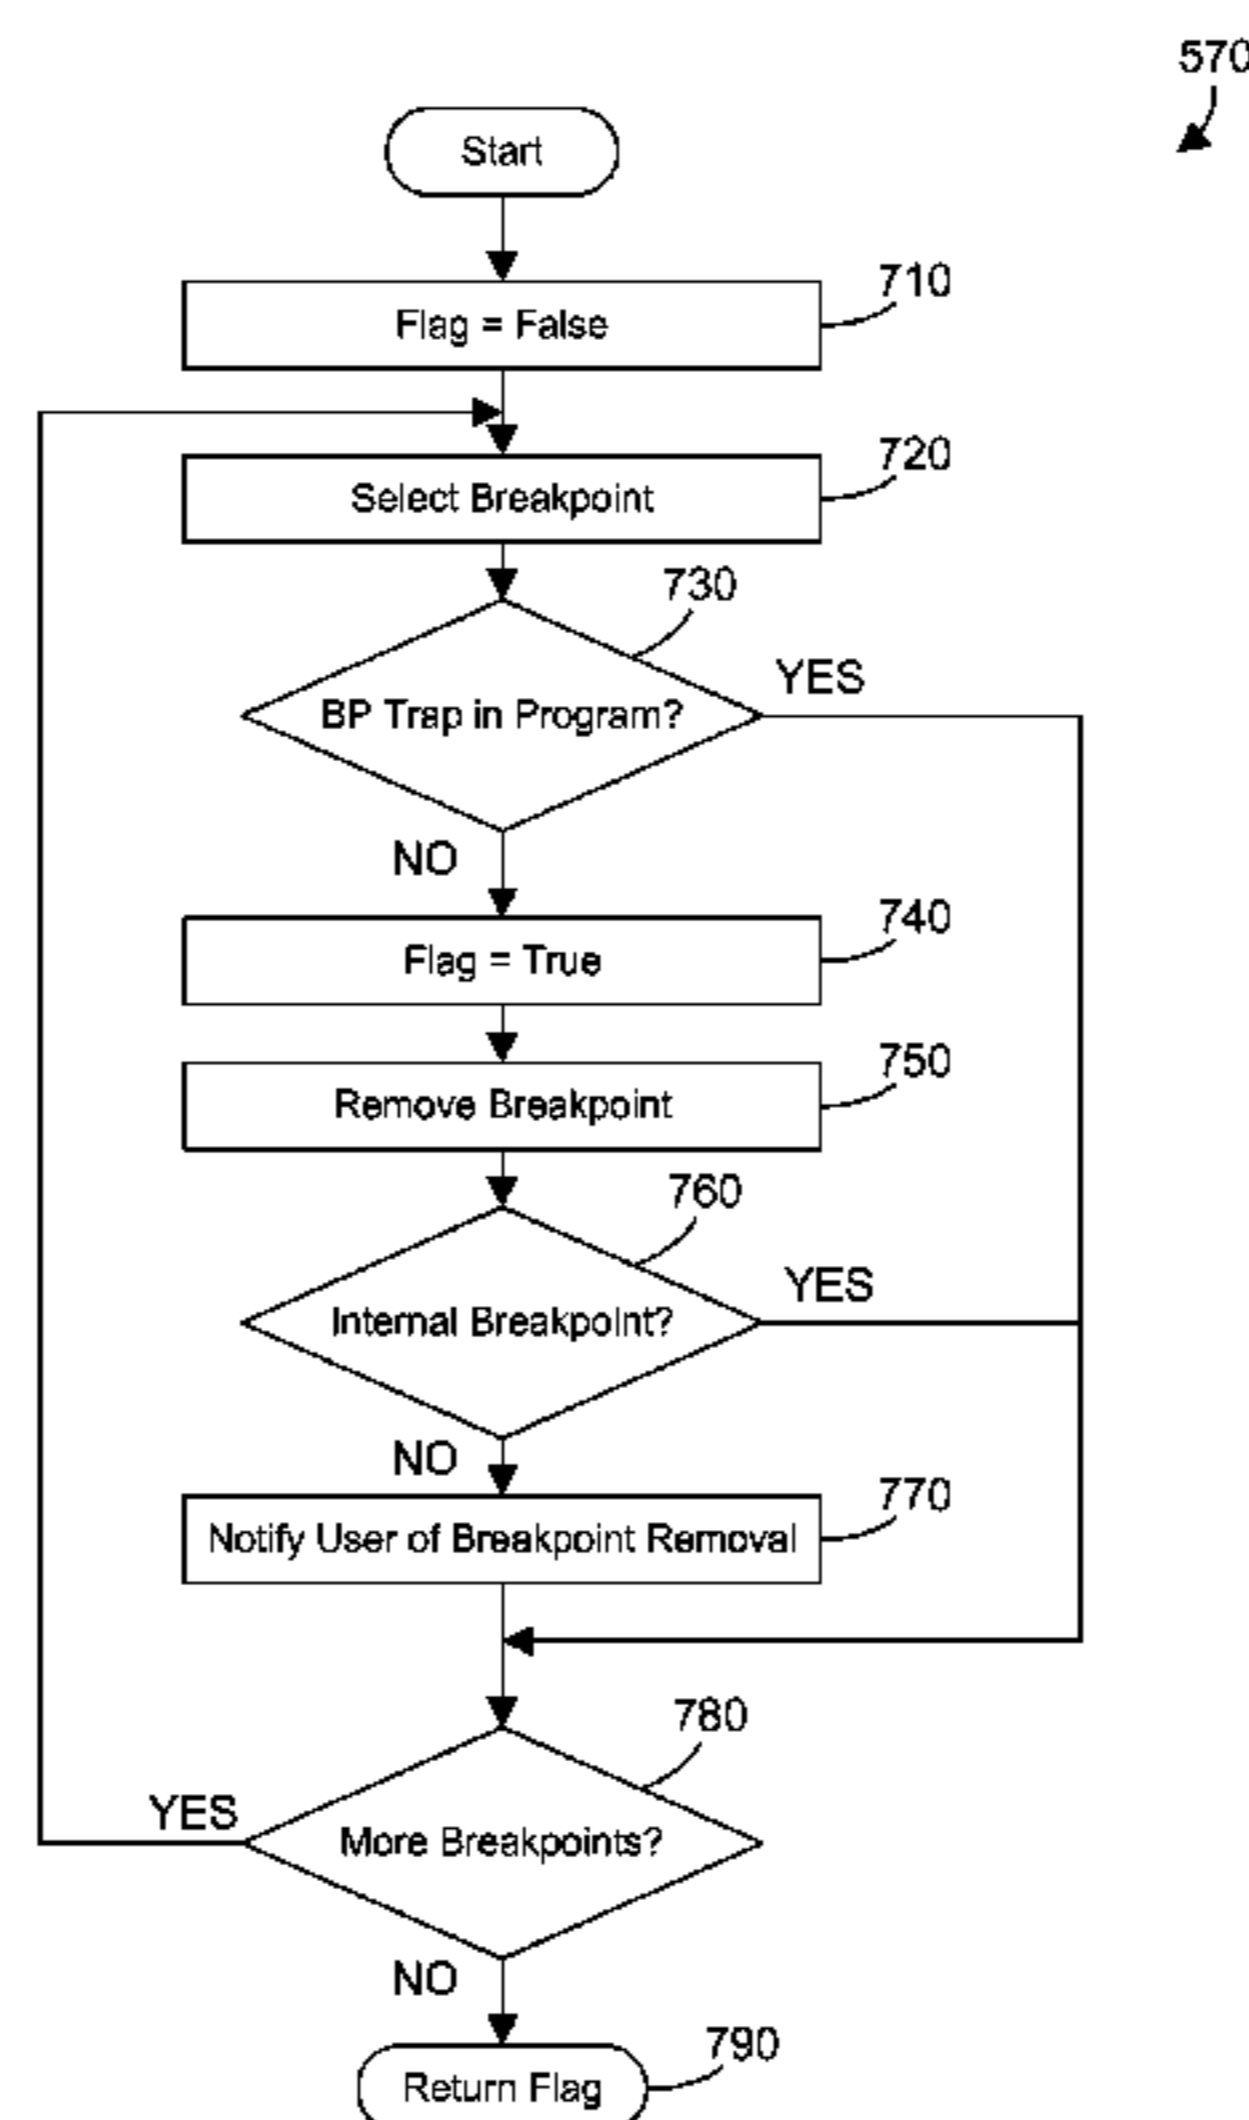 570
Start
710
Flag = False
720
Select Breakpoint
730
YES
BP Trap in Program?
NO
740
Flag = True
750
Remove Breakpoint
760
YES
Internal Breakpoint?
NO
770
Notify User of Breakpoint Removal
780
YES
More Breakpoints?
NO
790
Return Flag